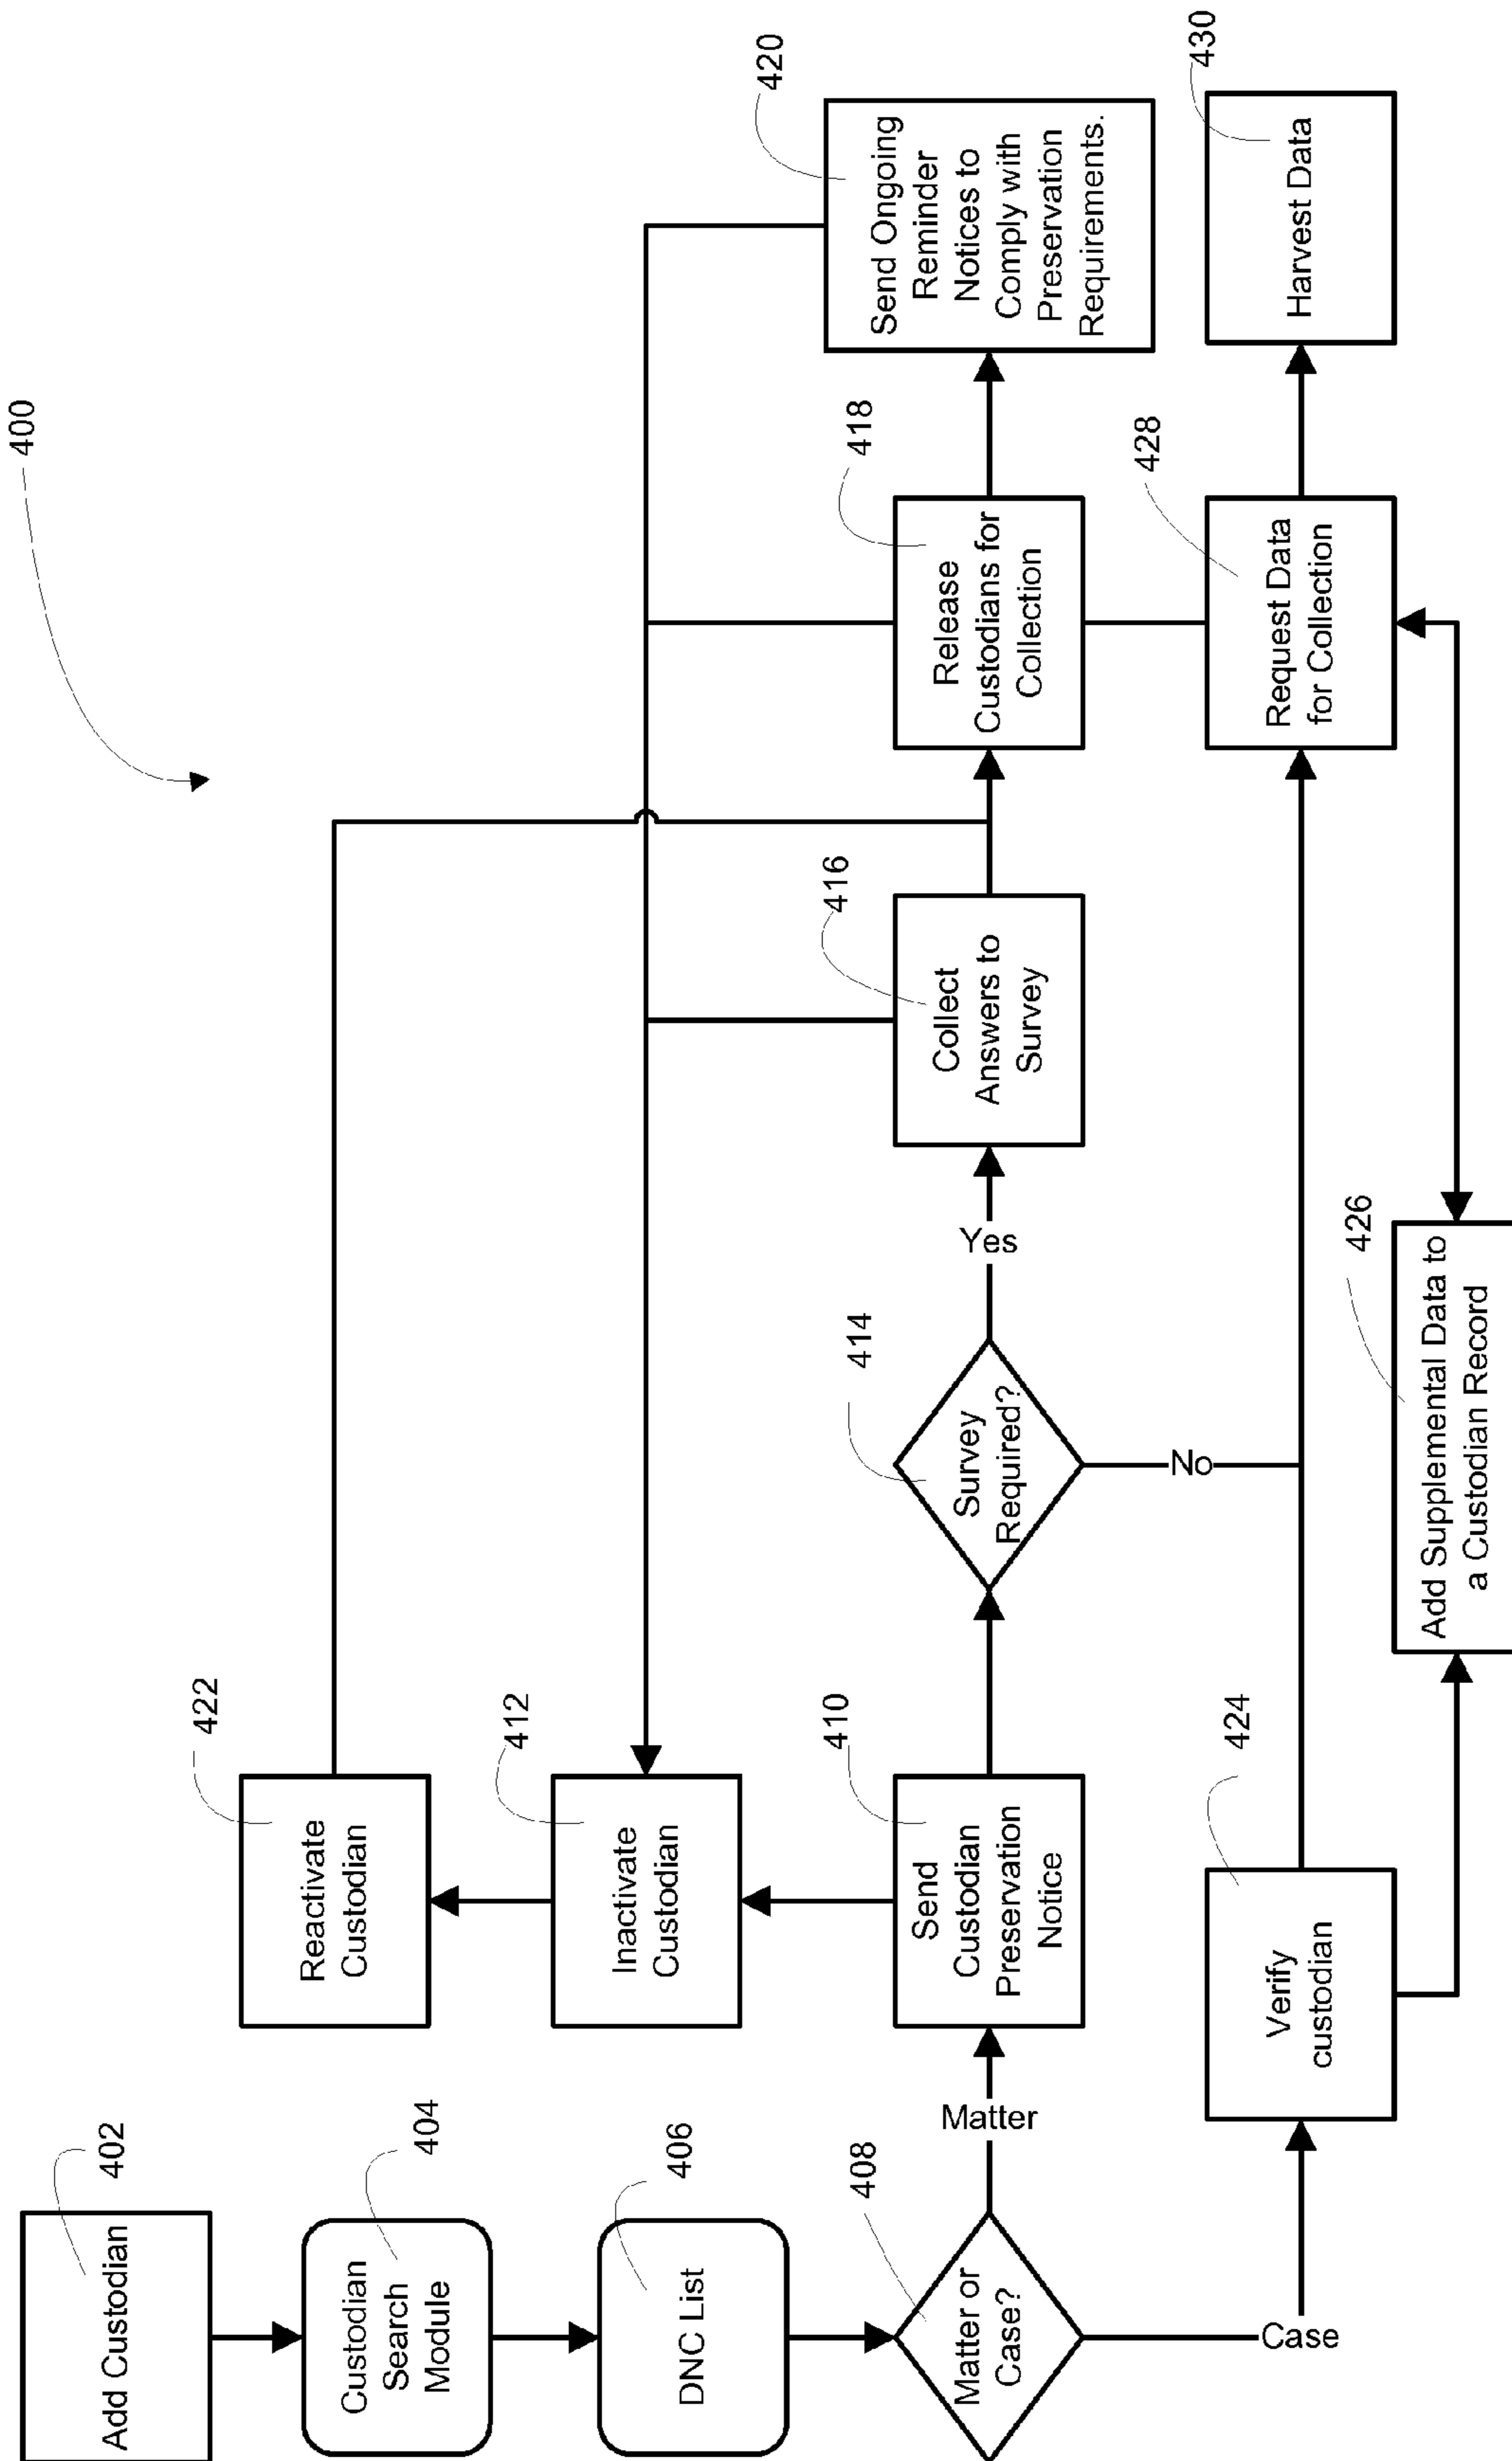 400
Add Custodian
402
Custodian
Search
Module
404
DNC List
406
Matter or
Case?
408
Matter
Case
Reactivate
Custodian
422
Inactivate
Custodian
412
Send
Custodian
Preservation
Notice
410
Survey
Required?
414
Yes
No
Collect
Answers to
Survey
416
Release
Custodians for
Collection
418
Send Ongoing
Reminder
Notices to
Comply with
Preservation
Requirements.
420
Verify
custodian
424
Add Supplemental Data to
a Custodian Record
426
Request Data
for Collection
428
Harvest Data
430